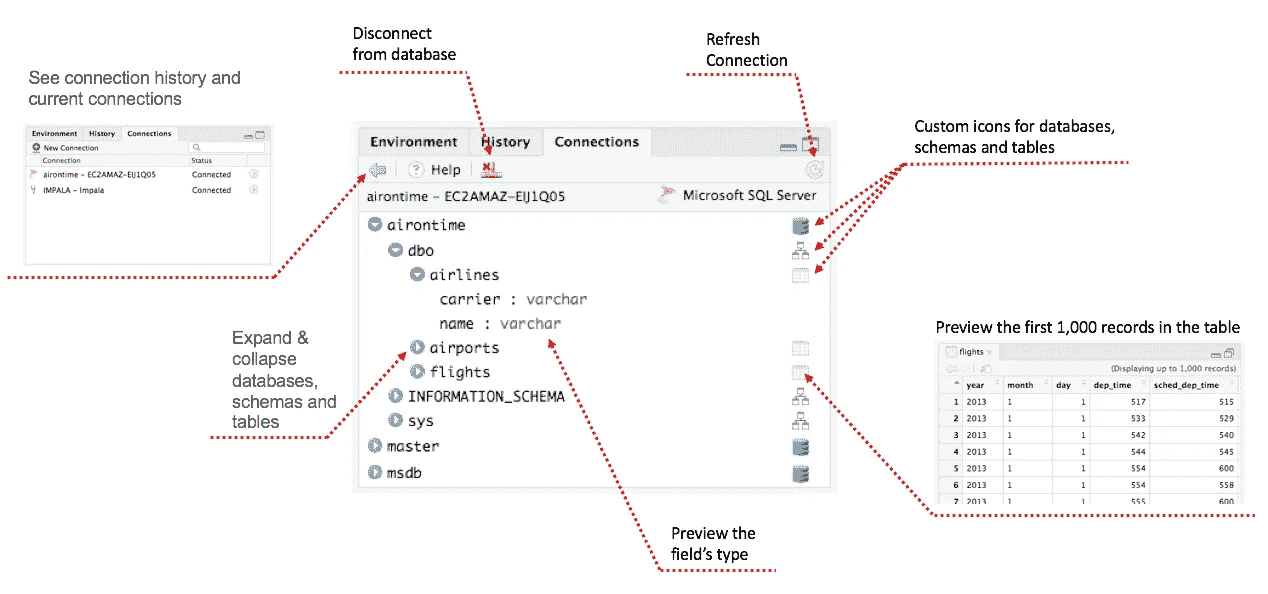 Disconnect
from database
Refresh
Connection
See connection history and
current connections
Custom icons for databases,
schemas and tables
Environment History Connections
New Connection
Connection Status
airontime – EC2AMAZ-EIJ1Q05 Connected
IMPALA – Impala Connected
Environment History Connections
Help
airontime – EC2AMAZ-EIJ1Q05 Microsoft SQL Server
airontime
dbo
airlines
carrier : varchar
name : varchar
airports
flights
INFORMATION_SCHEMA
sys
master
msdb
Expand &
collapse
databases,
schemas and
tables
Preview the first 1,000 records in the table
flights ×
(Displaying up to 1,000 records)
year month day dep_time sched_dep_time
1 2013 1 1 517 515
2 2013 1 1 533 529
3 2013 1 1 542 540
4 2013 1 1 544 545
5 2013 1 1 554 600
6 2013 1 1 554 558
7 2013 1 1 555 600
Preview the
field's type